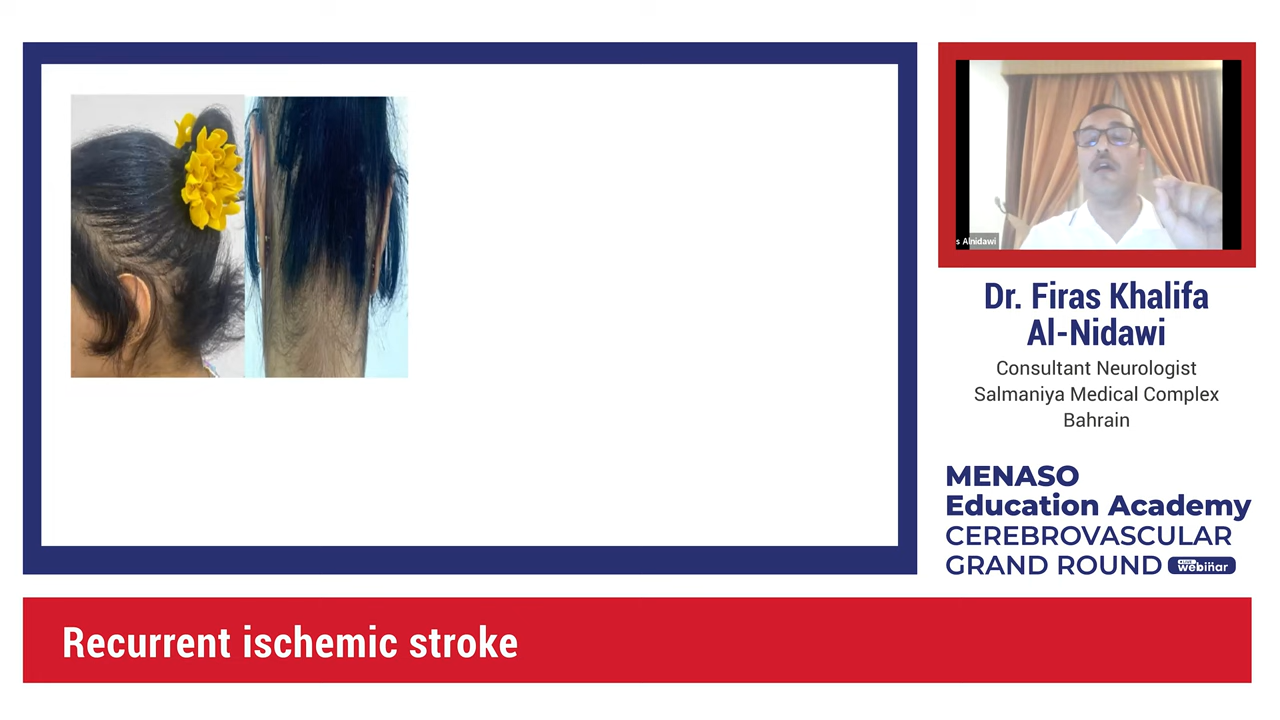 s Alnidawi
Dr. Firas Khalifa
Al-Nidawi
Consultant Neurologist
Salmaniya Medical Complex
Bahrain
MENASO
Education Academy
CEREBROVASCULAR
GRAND ROUND
webinar
Recurrent ischemic stroke